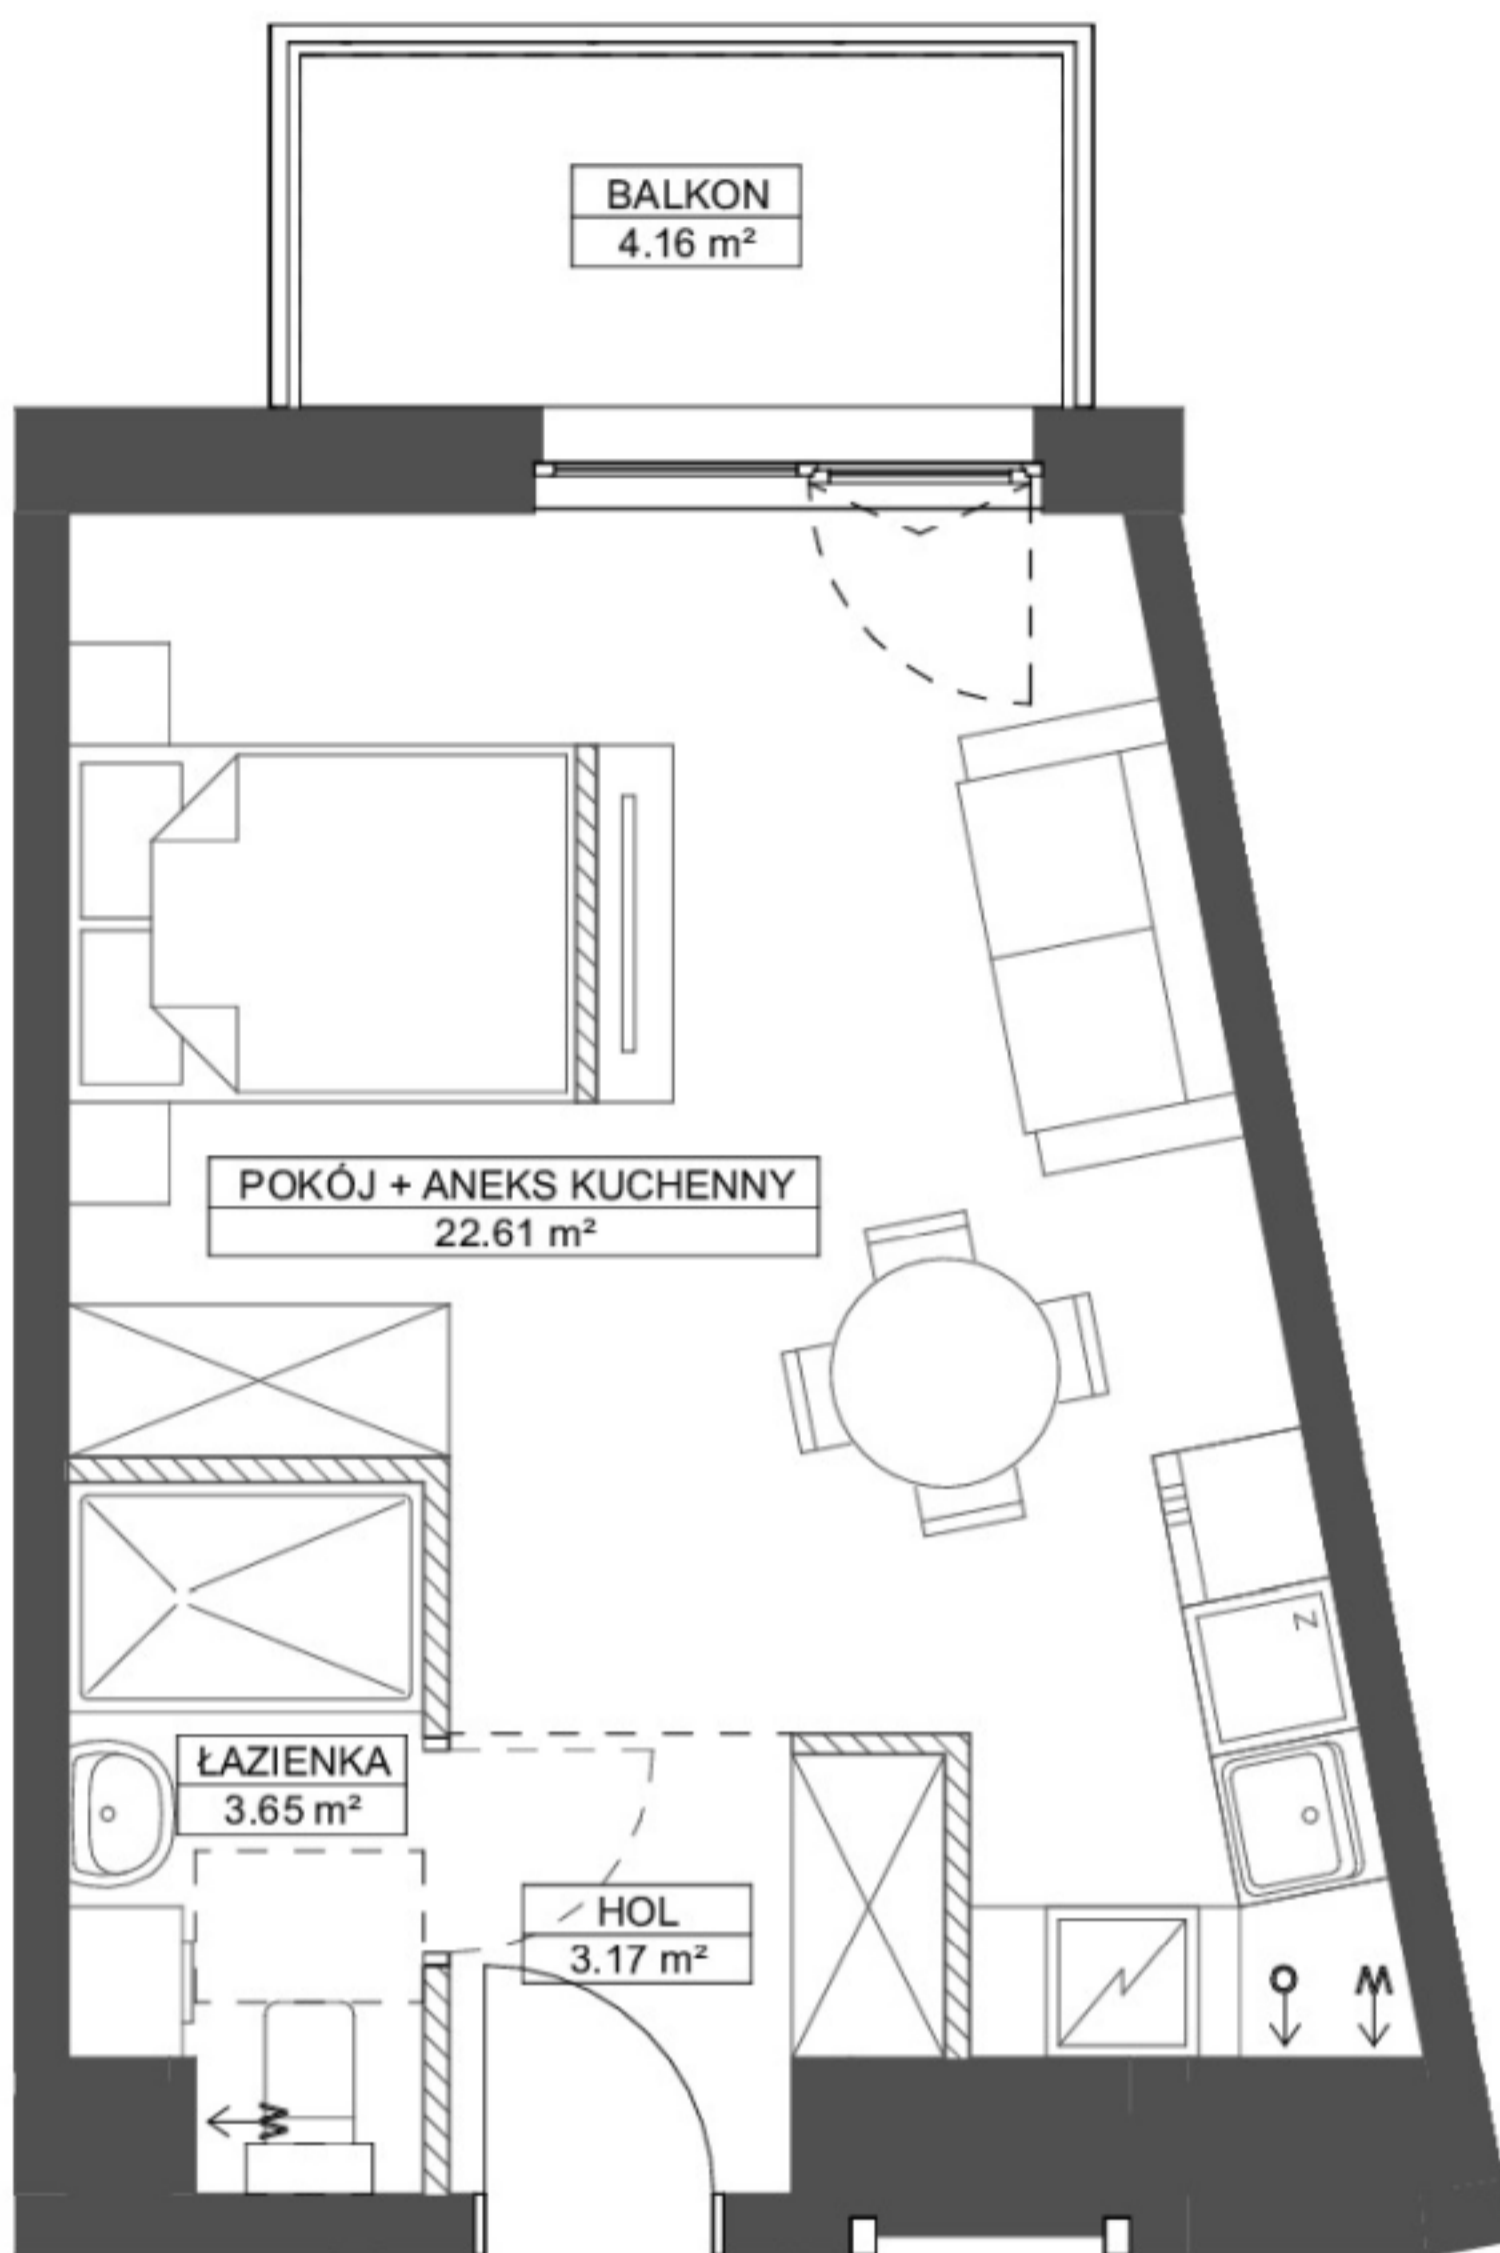 BALKON
4.16 m²
POKÓJ + ANEKS KUCHENNY
22.61 m²
Z
ŁAZIENKA
3.65 m²
HOL
3.17 m²
O
W
W